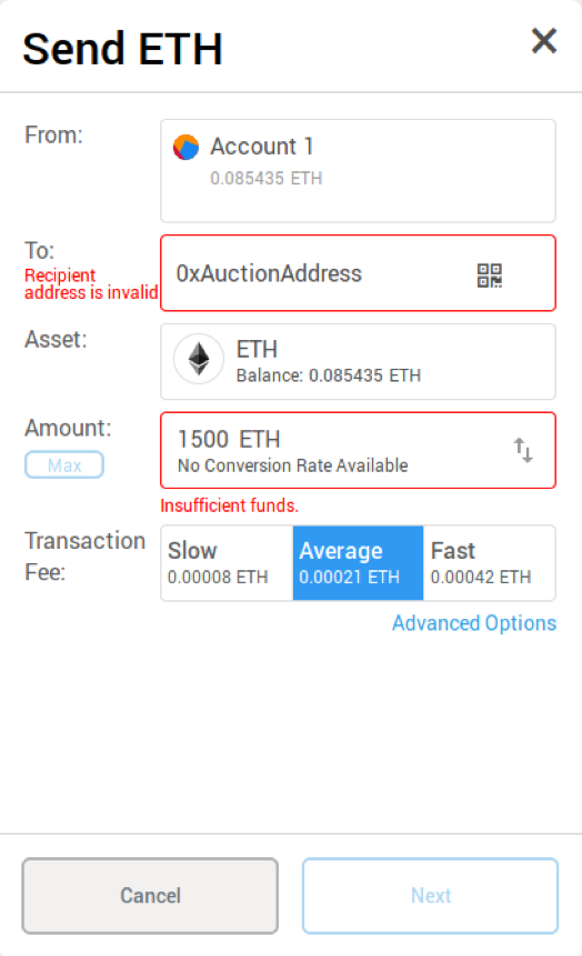 Send ETH
From:
Account 1
0.085435 ETH
To:
Recipient
address is invalid
0xAuctionAddress
Asset:
ETH
Balance: 0.085435 ETH
Amount:
Max
1500 ETH
No Conversion Rate Available
Insufficient funds.
Transaction
Fee:
Slow
0.00008 ETH
Average
0.00021 ETH
Fast
0.00042 ETH
Advanced Options
Cancel
Next